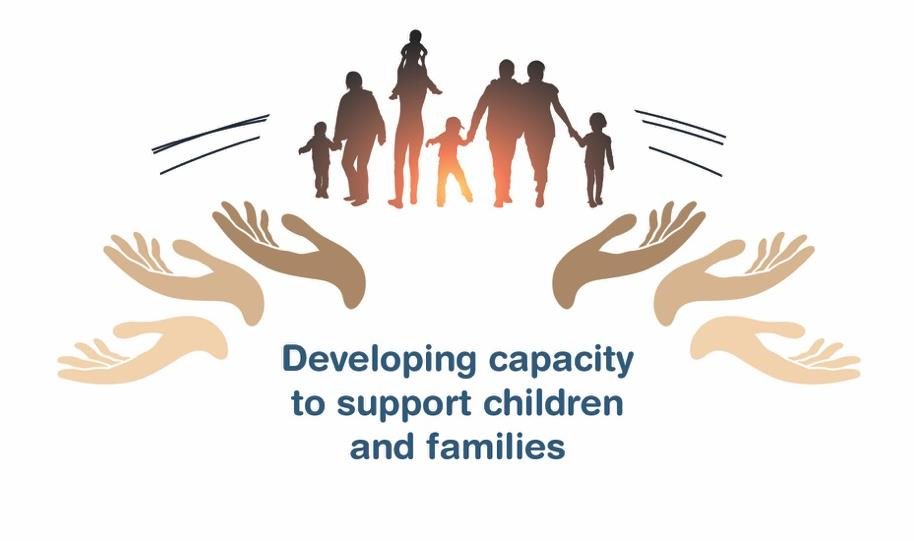 Developing capacity
to support children
and families